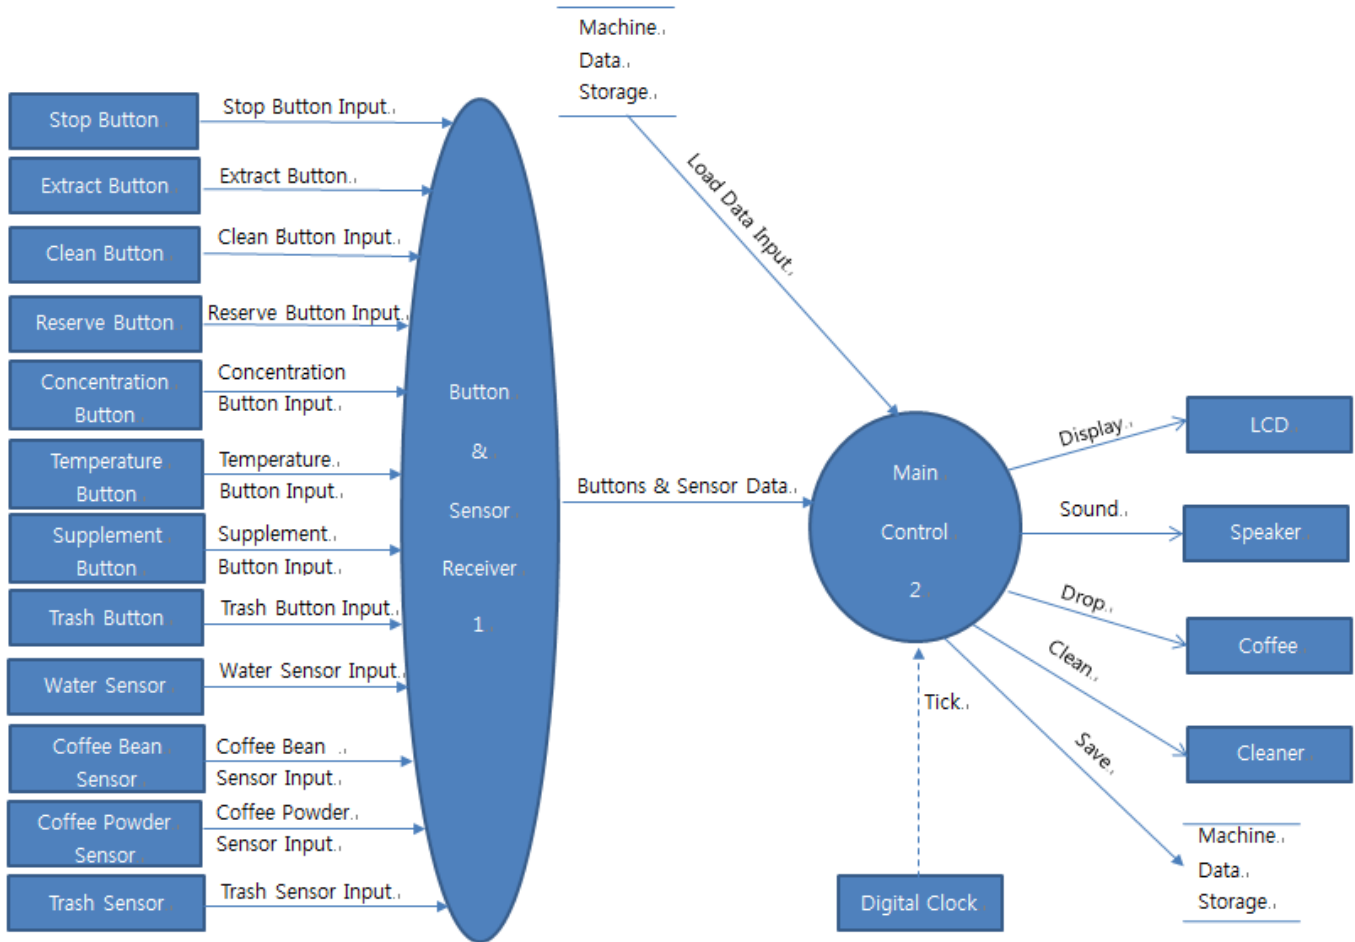 Machine
Data
Storage
Stop Button
Stop Button Input
Extract Button
Extract Button
Clean Button
Clean Button Input
Reserve Button
Reserve Button Input
Concentration
Button
Concentration
Button Input
Temperature
Button
Temperature
Button Input
Supplement
Button
Supplement
Button Input
Trash Button
Trash Button Input
Water Sensor
Water Sensor Input
Coffee Bean
Sensor
Coffee Bean
Sensor Input
Coffee Powder
Sensor
Coffee Powder
Sensor Input
Trash Sensor
Trash Sensor Input
Button
&
Sensor
Receiver
1
Load Data Input
Buttons & Sensor Data
Main
Control
2
Tick
Digital Clock
Display
LCD
Sound
Speaker
Drop
Coffee
Clean
Cleaner
Save
Machine
Data
Storage